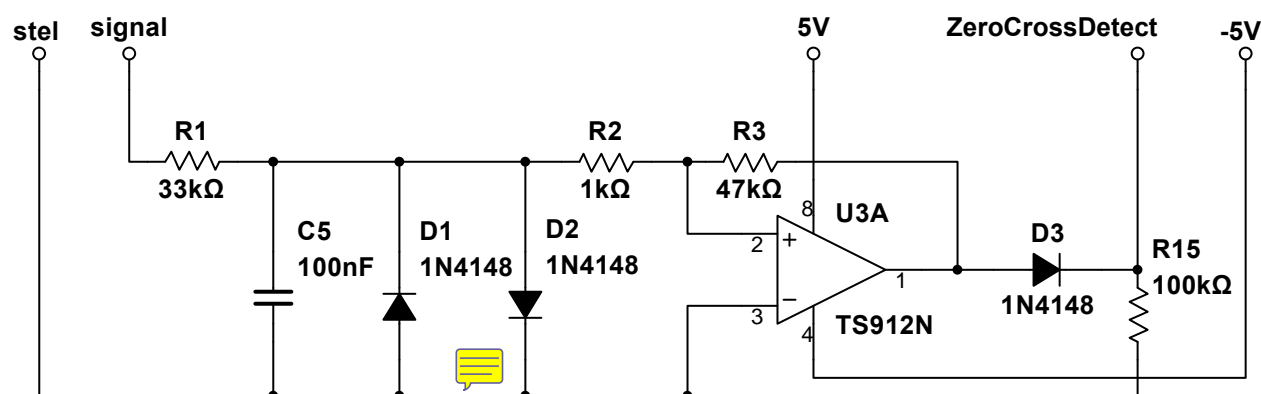 stel
signal
5V
ZeroCrossDetect
-5V
R1
33kΩ
R2
1kΩ
R3
47kΩ
C5
100nF
D1
1N4148
D2
1N4148
8
U3A
2
+
−
3
1
4
TS912N
D3
1N4148
R15
100kΩ